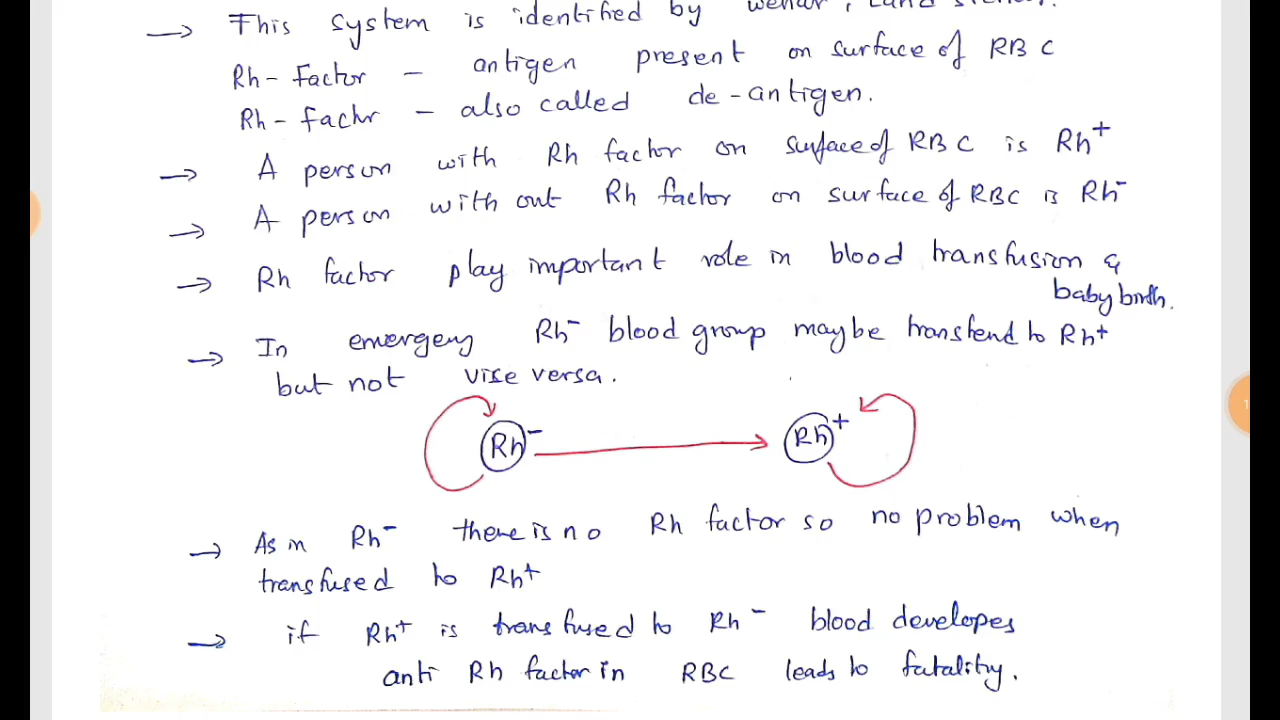 → This system is identified by
Rh-Factor - antigen present on surface of RBC
Rh-factr - also called de-antigen.
→ A person with Rh factor on surface of RBC is Rh+
→ A person with out Rh factor on surface of RBC is Rh-
→ Rh factor play important role in blood transfusion &
baby birth.
→ In emergency Rh- blood group may be transfend to Rh+
but not vise versa.
Rh- Rh+
→ As in Rh- there is no Rh factor so no problem when
transfused to Rh+
→ if Rh+ is transfused to Rh- blood developes
anti Rh factor in RBC leads to fatality.